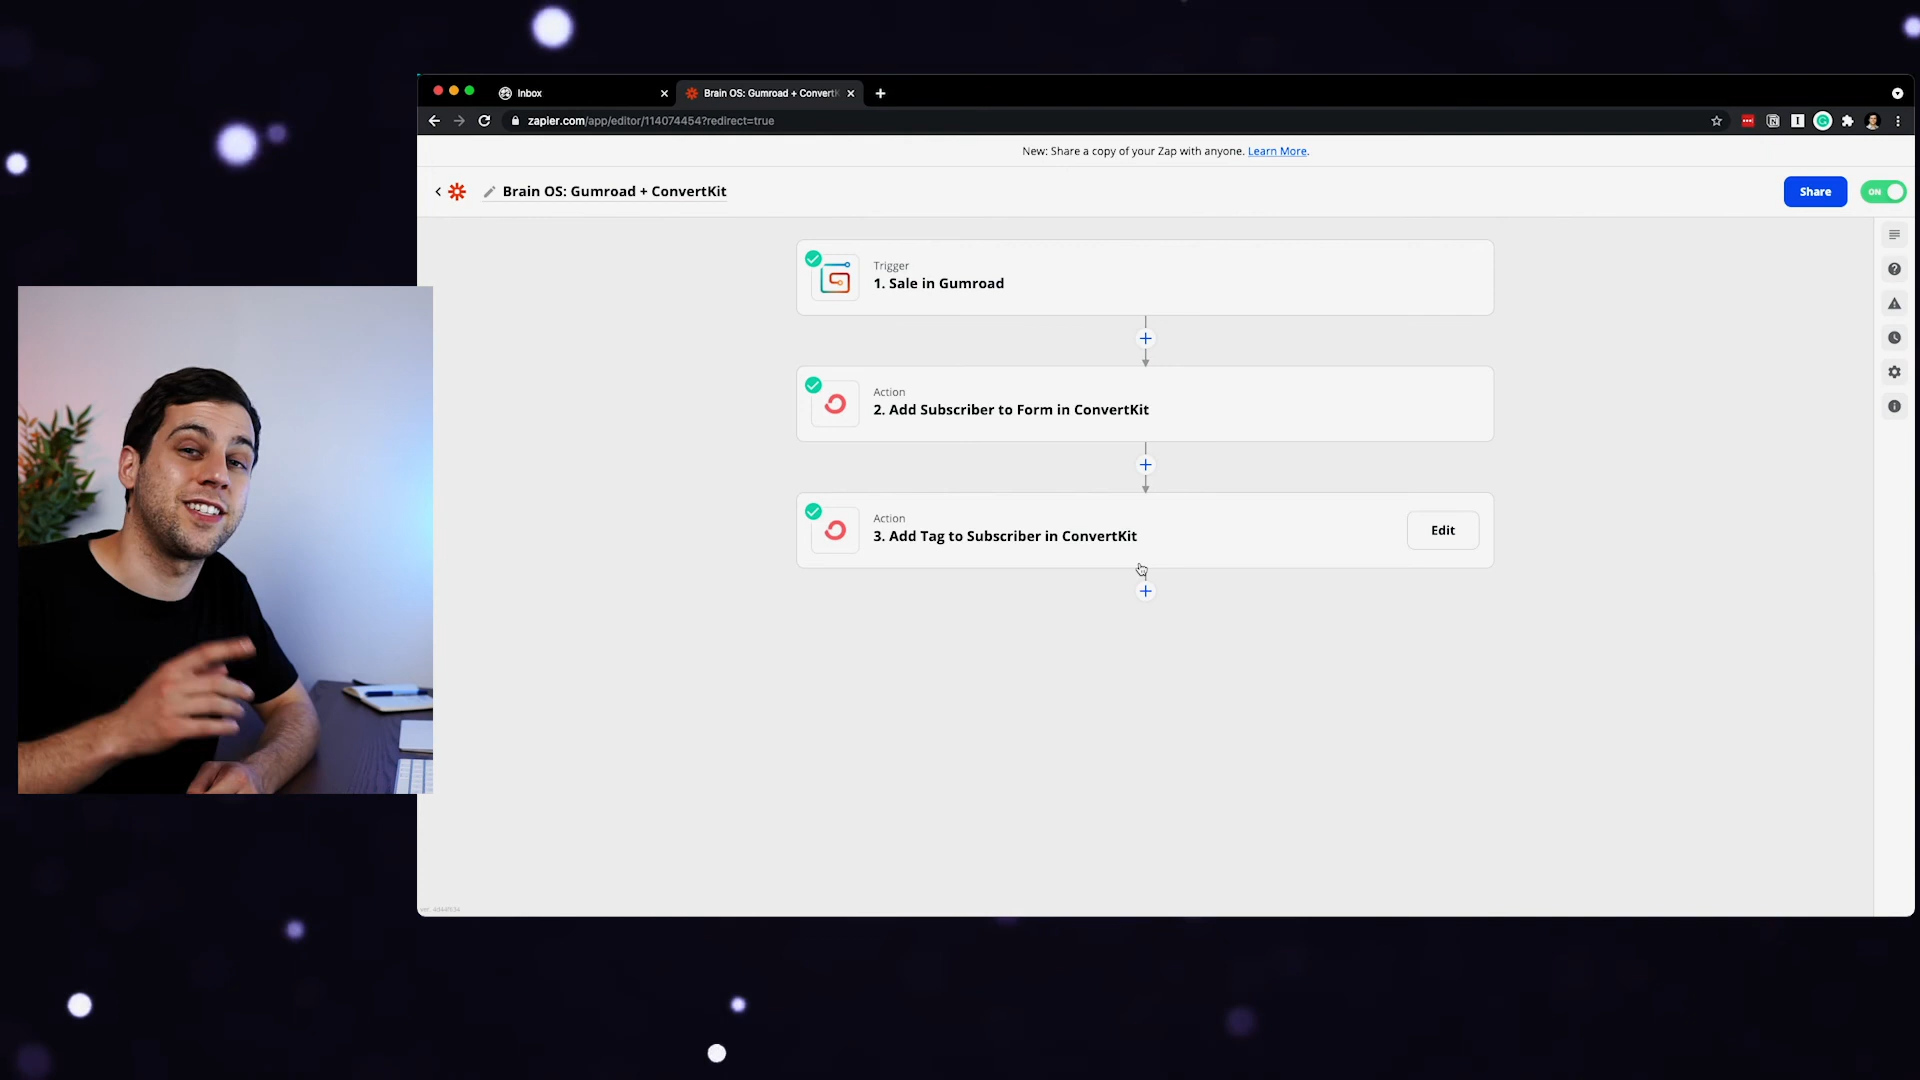 Inbox
Brain OS: Gumroad + ConvertK
zapier.com/app/editor/114074454?redirect=true
New: Share a copy of your Zap with anyone. Learn More.
Brain OS: Gumroad + ConvertKit
Share
ON
Trigger
1. Sale in Gumroad
Action
2. Add Subscriber to Form in ConvertKit
Action
3. Add Tag to Subscriber in ConvertKit
Edit